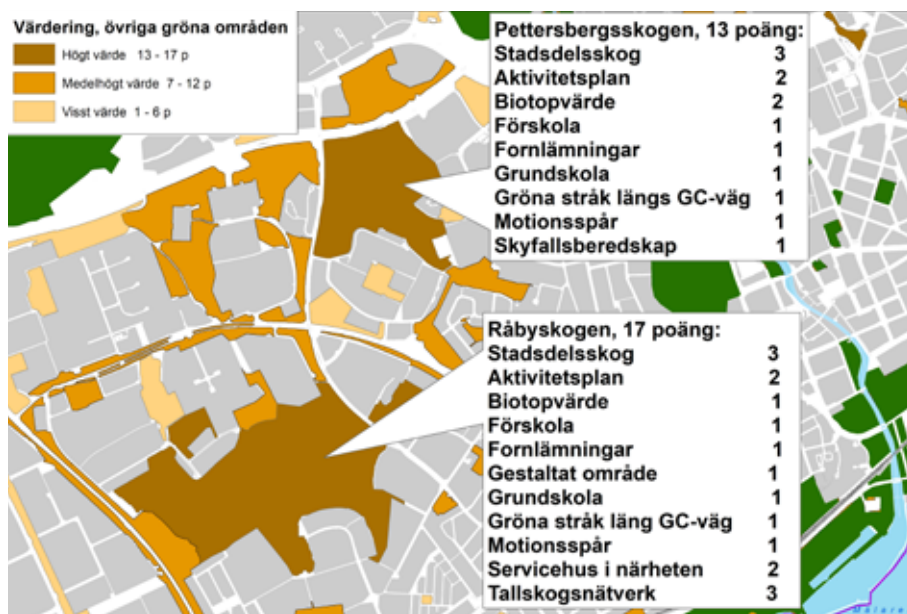 Värdering, övriga gröna områden
Högt värde 13 - 17 p
Medelhögt värde 7 - 12 p
Visst värde 1 - 6 p
Pettersbergsskogen, 13 poäng:
Stadsdelsskog 3
Aktivitetsplan 2
Biotopvärde 2
Förskola 1
Fornlämningar 1
Grundskola 1
Gröna stråk längs GC-väg 1
Motionsspår 1
Skyfallsberedskap 1
Råbyskogen, 17 poäng:
Stadsdelsskog 3
Aktivitetsplan 2
Biotopvärde 1
Förskola 1
Fornlämningar 1
Gestaltat område 1
Grundskola 1
Gröna stråk läng GC-väg 1
Motionsspår 1
Servicehus i närheten 2
Tallskogsnätverk 3